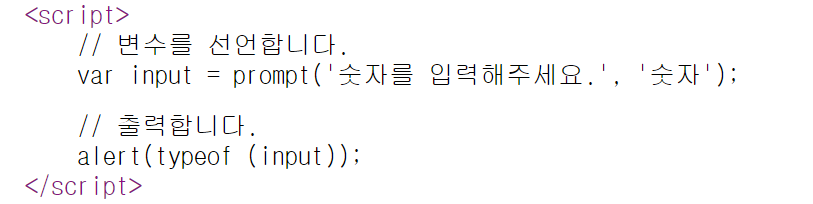 <script>
// 변수를 선언합니다.
var input = prompt('숫자를 입력해주세요.', '숫자');
// 출력합니다.
alert(typeof (input));
</script>